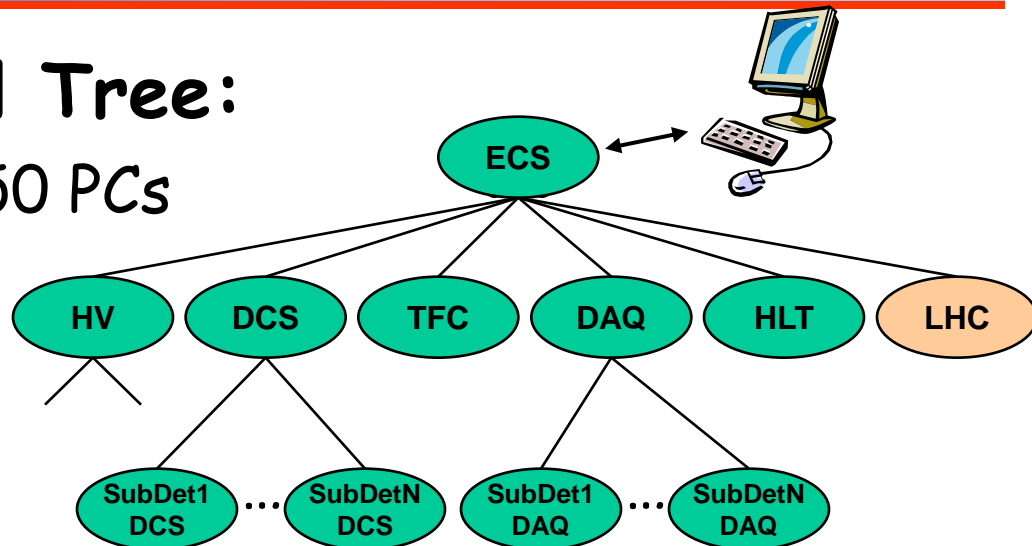 Tree:
PCs
ECS
HV DCS TFC DAQ HLT LHC
SubDet1 ... SubDetN SubDet1 ... SubDetN
DCS DCS DAQ DAQ